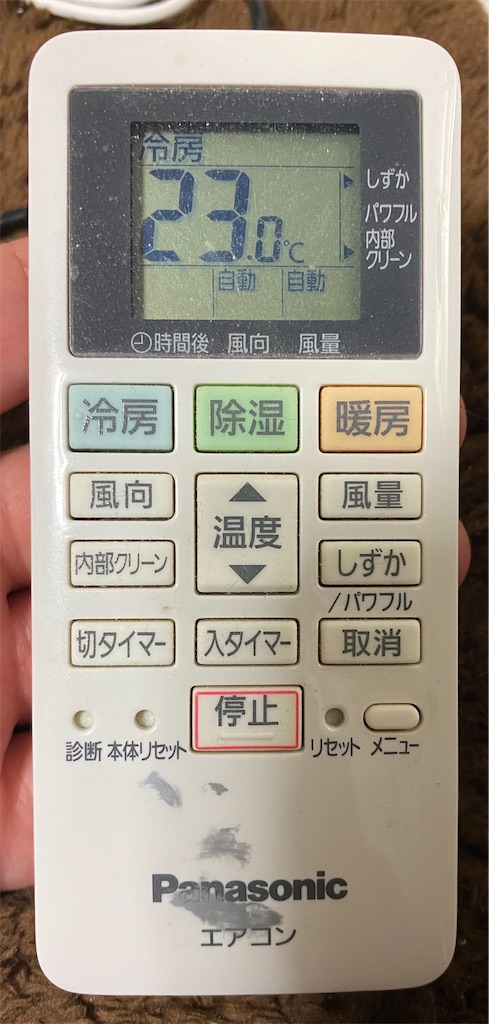 冷房
23.0℃
しずか
パワフル
内部
クリーン
自動 自動
時間後 風向 風量
冷房 除湿 暖房
風向 温度 風量
内部クリーン しずか
/パワフル
切タイマー 入タイマー 取消
停止
診断 本体リセット リセット メニュー
Panasonic
エアコン